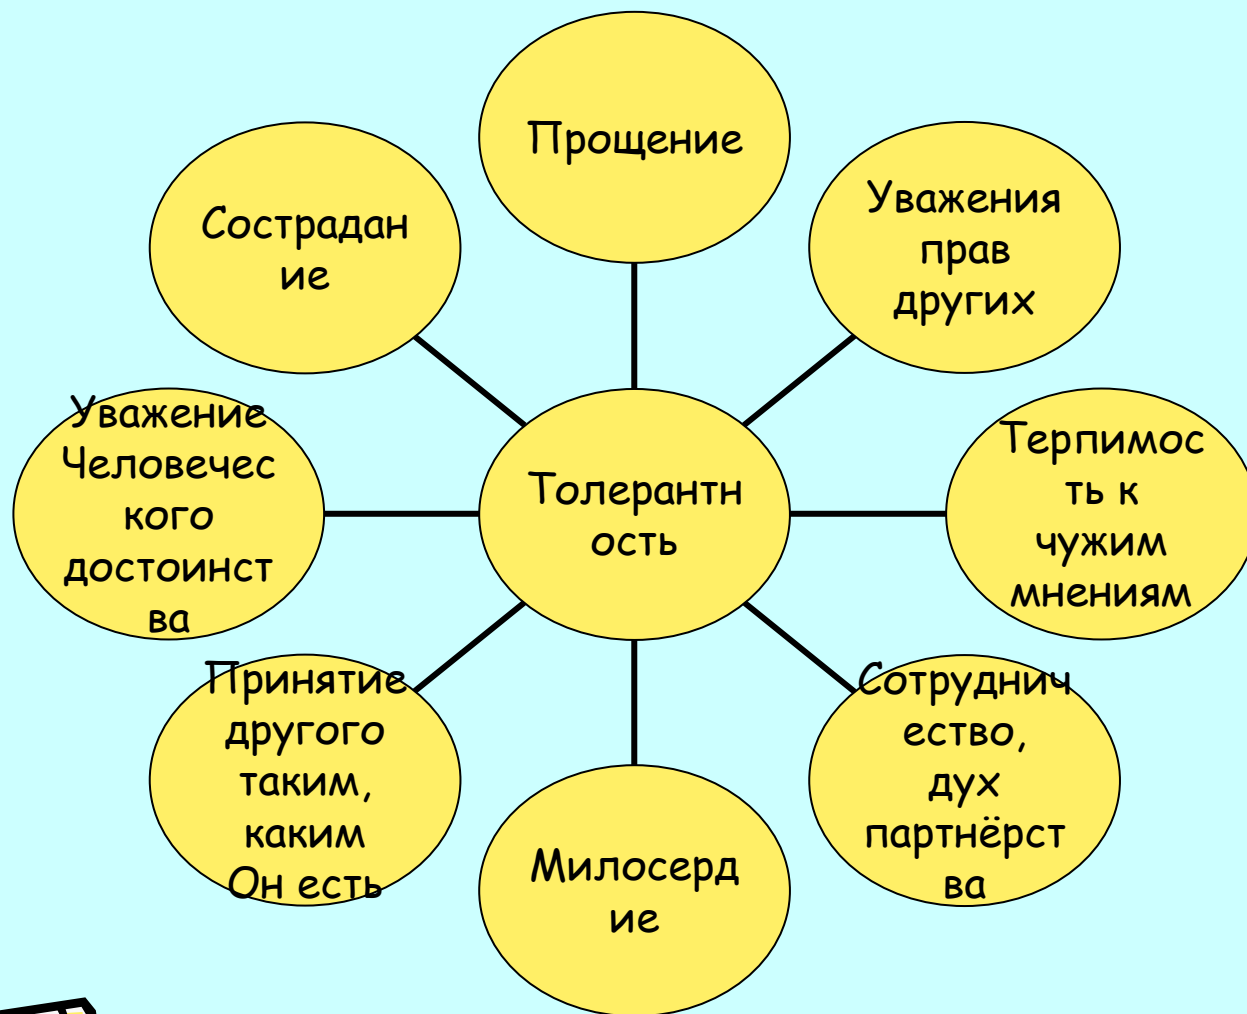 Прощение
Сострадан
ие
Уважения
прав
других
Уважение
Человечес
кого
достоинст
ва
Толерантн
ость
Терпимос
ть к
чужим
мнениям
Принятие
другого
таким,
каким
Он есть
Милосерд
ие
Сотруднич
ество,
дух
партнёрст
ва